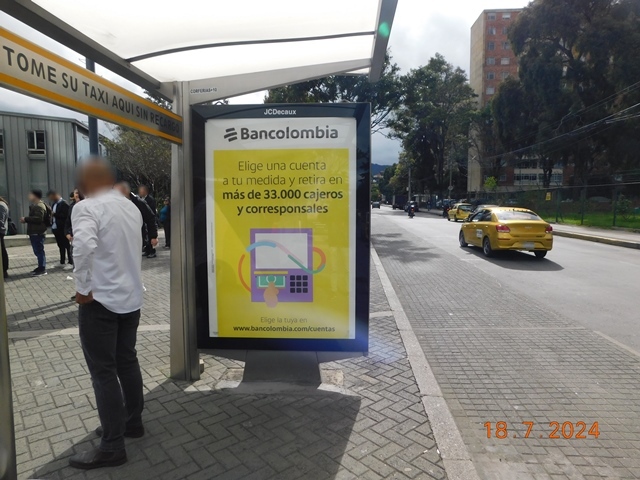 TOME SU TAXI AQUI SIN
JCDecaux
Bancolombia
Elige una cuenta
a tu medida y retira en
más de 33.000 cajeros
y corresponsales
Elige la tuya en
www.bancolombia.com/cuentas
18.7.2024